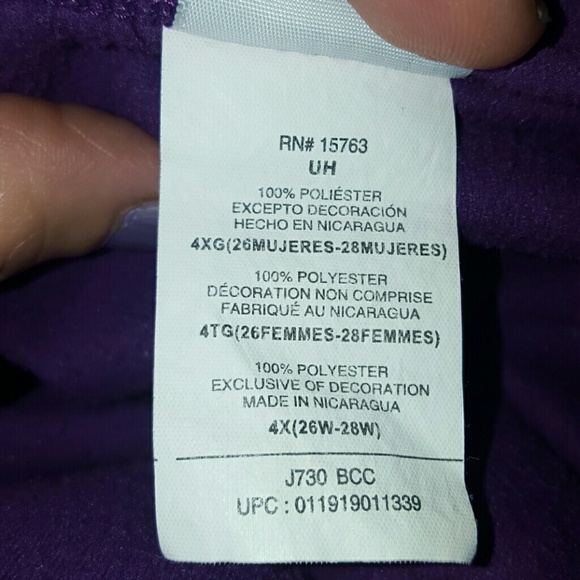 RN# 15763
UH
100% POLIÉSTER
EXCEPTO DECORACIÓN
HECHO EN NICARAGUA
4XG(26MUJERES-28MUJERES)
100% POLYESTER
DÉCORATION NON COMPRISE
FABRIQUÉ AU NICARAGUA
4TG(26FEMMES-28FEMMES)
100% POLYESTER
EXCLUSIVE OF DECORATION
MADE IN NICARAGUA
4X(26W-28W)
J730 BCC
UPC : 011919011339